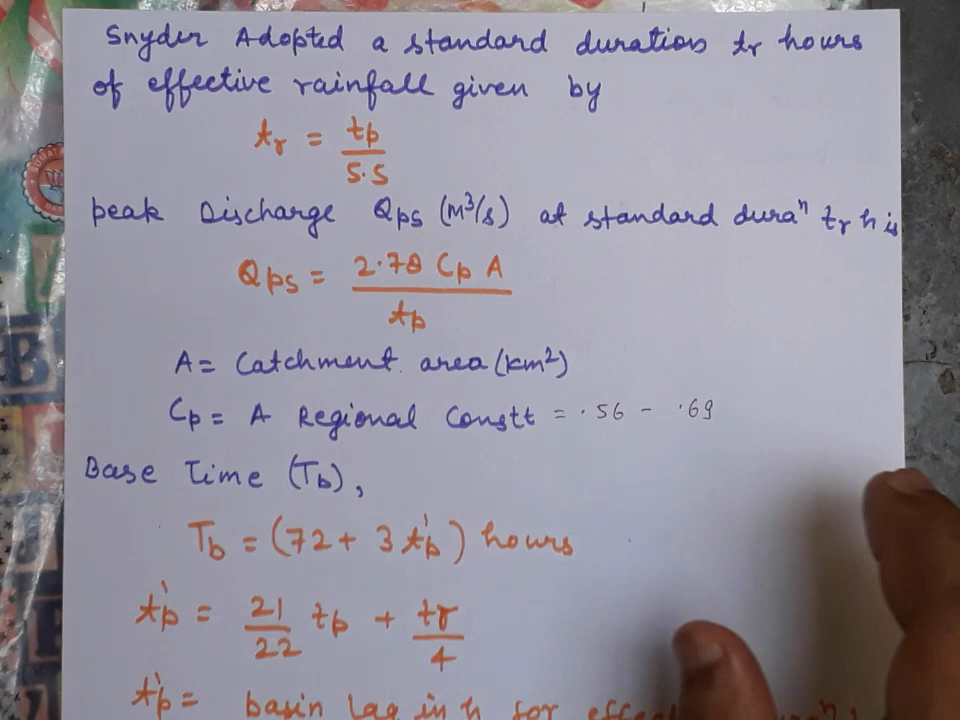 Snyder Adopted a standard duration tr hours
of effective rainfall given by
tr = tp / 5.5
peak Discharge Qps (M³/s) at standard duraⁿ tr h is
Qps = 2.78 Cp A / tp
A = Catchment area (km²)
Cp = A Regional Constt = .56 - .69
Base Time (Tb),
Tb = (72 + 3 t'p) hours
t'p = 21/22 tp + tr/4
t'p = basin lag in h for